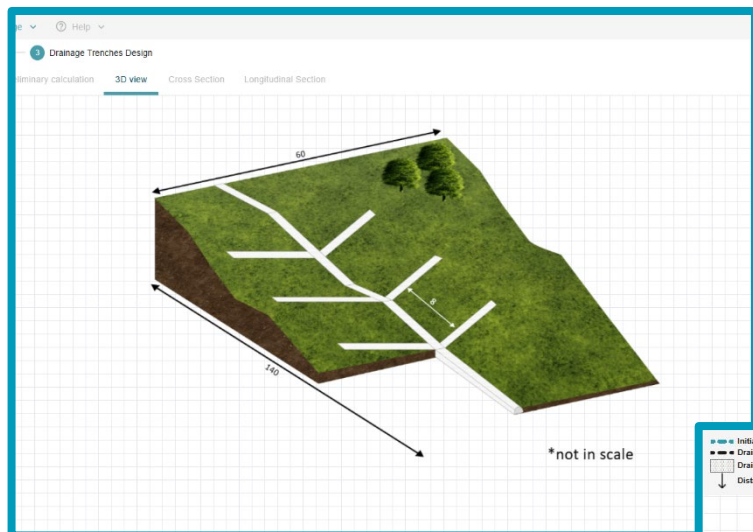 Help
3 Drainage Trenches Design
3D view Cross Section Longitudinal Section
60
8
140
*not in scale